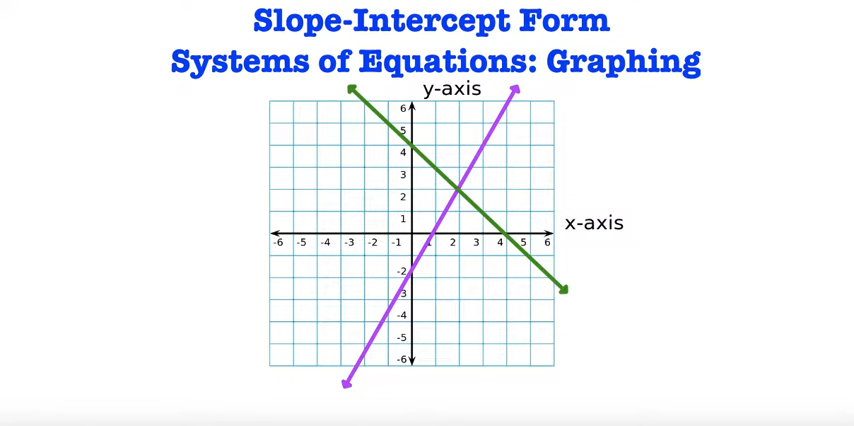 Slope-Intercept Form
Systems of Equations: Graphing
y-axis
6
5
4
3
2
1
x-axis
-6 -5 -4 -3 -2 -1 1 2 3 4 5 6
-2
-3
-4
-5
-6